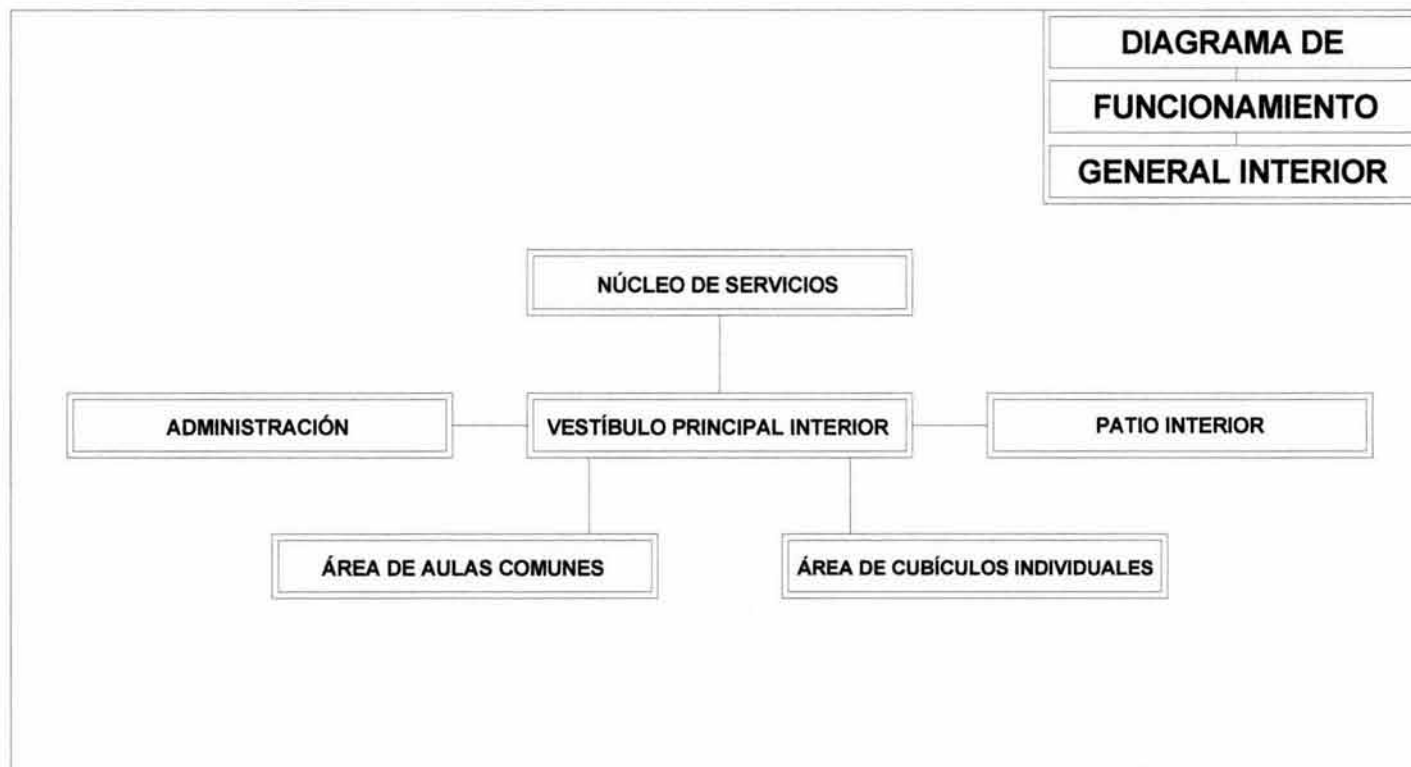 DIAGRAMA DE
FUNCIONAMIENTO
GENERAL INTERIOR
NÚCLEO DE SERVICIOS
ADMINISTRACIÓN
VESTÍBULO PRINCIPAL INTERIOR
PATIO INTERIOR
ÁREA DE AULAS COMUNES
ÁREA DE CUBÍCULOS INDIVIDUALES